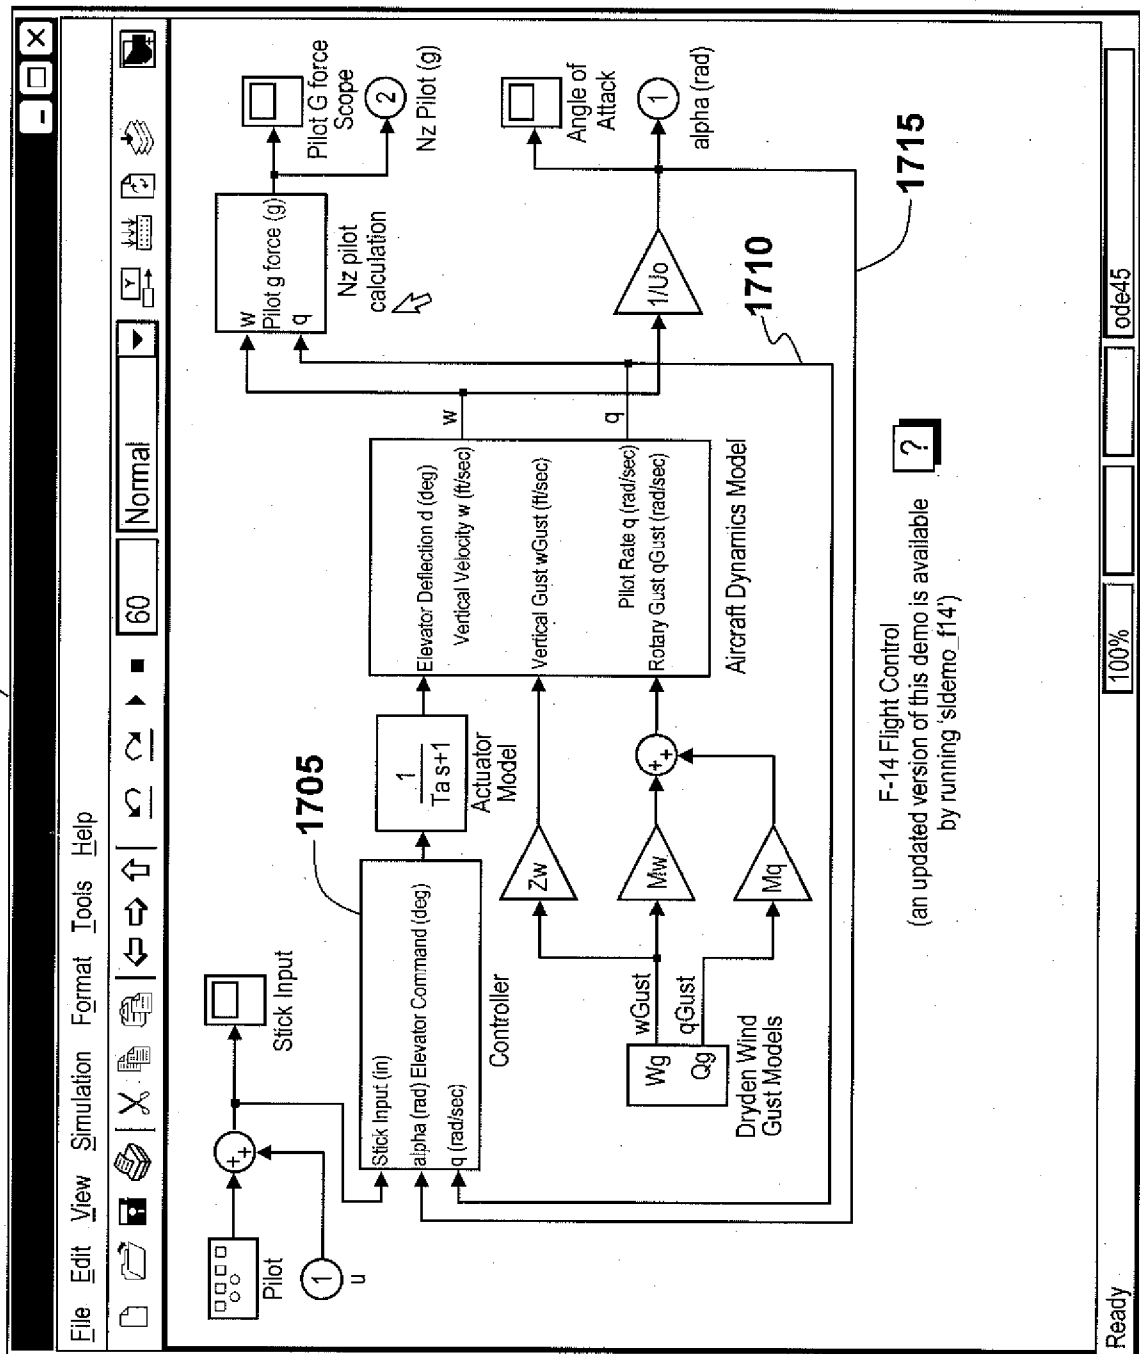 File Edit View Simulation Format Tools Help
60
Normal
Pilot
1
u
Stick Input
Stick Input (in)
alpha (rad) Elevator Command (deg)
q (rad/sec)
Controller
1705
1
Ta s+1
Actuator
Model
Elevator Deflection d (deg)
Vertical Velocity w (ft/sec)
Vertical Gust wGust (ft/sec)
Pilot Rate q (rad/sec)
Rotary Gust qGust (rad/sec)
Aircraft Dynamics Model
w
q
w
Pilot g force (g)
q
Nz pilot
calculation
Pilot G force
Scope
2
Nz Pilot (g)
Angle of
Attack
1
alpha (rad)
1/Uo
Zw
Mw
Mq
wGust
qGust
Wg
Qg
Dryden Wind
Gust Models
1710
1715
F-14 Flight Control
(an updated version of this demo is available
by running 'sldemo_f14')
?
Ready
100%
ode45